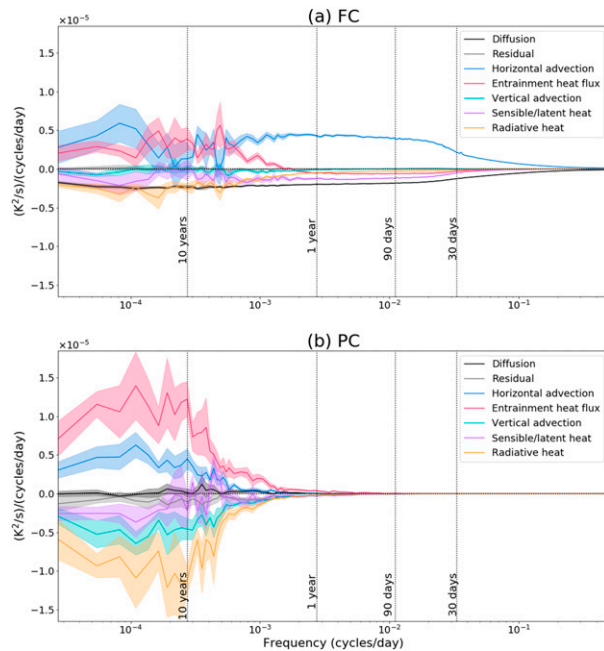 (a) FC
×10⁻⁵
1.5
1.0
0.5
0.0
−0.5
−1.0
−1.5
(K²/s)/(cycles/day)
Diffusion
Residual
Horizontal advection
Entrainment heat flux
Vertical advection
Sensible/latent heat
Radiative heat
10 years
1 year
90 days
30 days
10⁻⁴
10⁻³
10⁻²
10⁻¹
(b) PC
×10⁻⁵
1.5
1.0
0.5
0.0
−0.5
−1.0
−1.5
(K²/s)/(cycles/day)
Diffusion
Residual
Horizontal advection
Entrainment heat flux
Vertical advection
Sensible/latent heat
Radiative heat
10 years
1 year
90 days
30 days
10⁻⁴
10⁻³
10⁻²
10⁻¹
Frequency (cycles/day)